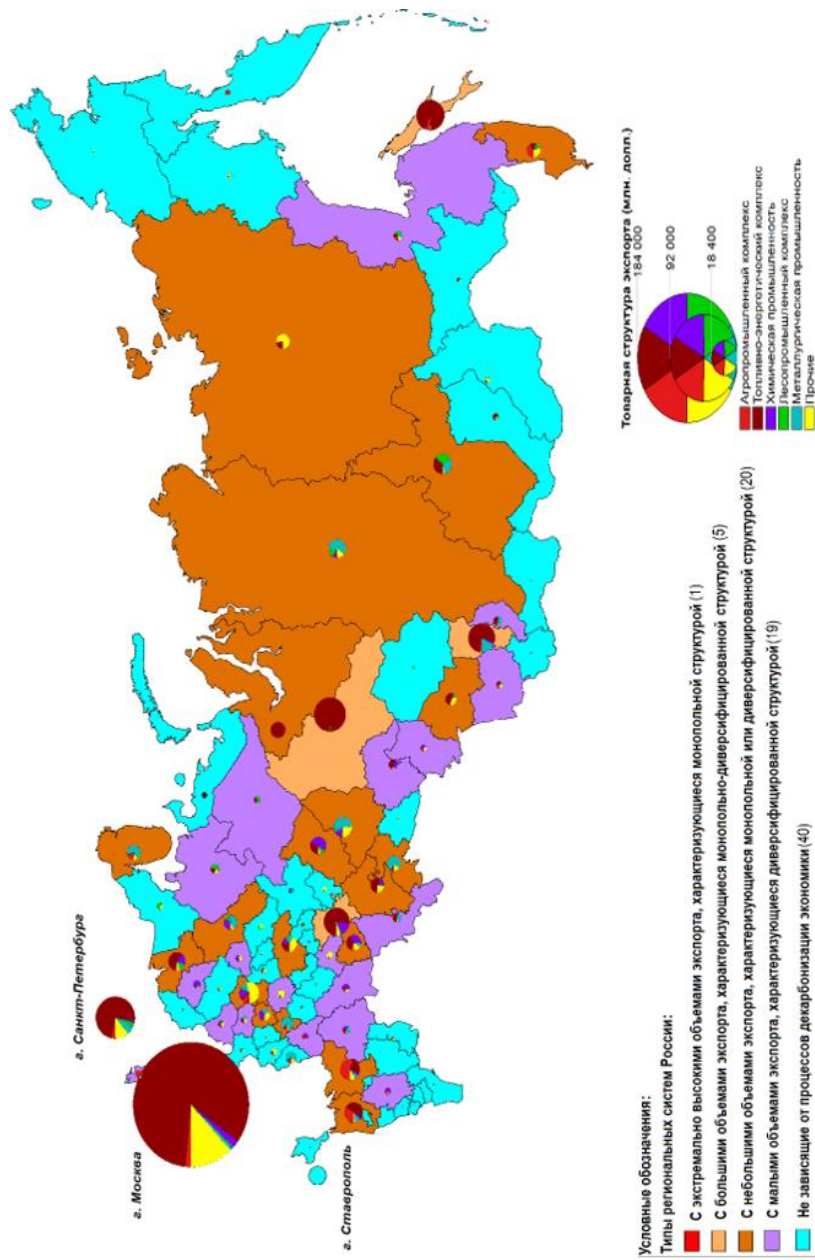 г. Санкт-Петербург
г. Москва
г. Ставрополь
Условные обозначения:
Типы региональных систем России:
С экстремально высокими объемами экспорта, характеризующиеся монопольной структурой (1)
С большими объемами экспорта, характеризующиеся монопольно-диверсифицированной структурой (5)
С небольшими объемами экспорта, характеризующиеся монопольной или диверсифицированной структурой (20)
С малыми объемами экспорта, характеризующиеся диверсифицированной структурой (19)
Не зависящие от процессов декарбонизации экономики (40)
Товарная структура экспорта (млн. долл.)
184 000
92 000
18 400
Агропромышленный комплекс
Топливно-энергетический комплекс
Химическая промышленность
Лесопромышленный комплекс
Металлургическая промышленность
Прочие